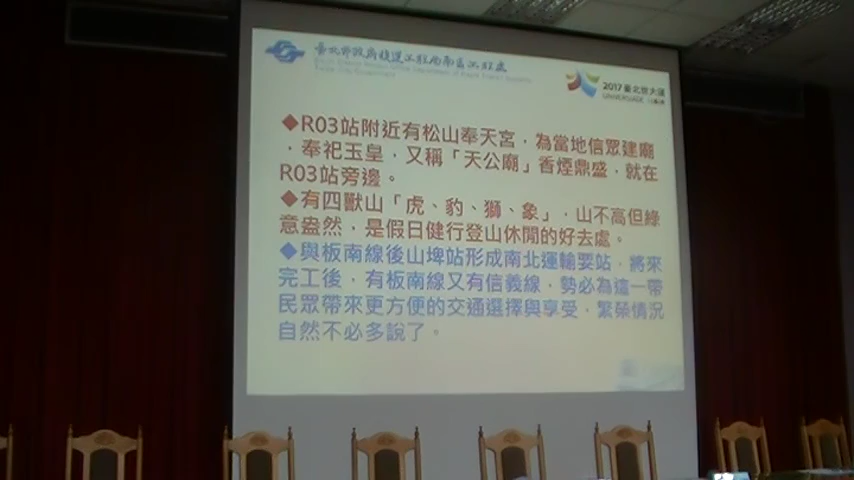 臺北市政府捷運工程局南區工程處
2017 臺北世大運
UNIVERSIADE
◆R03站附近有松山奉天宮，為當地信眾建廟
，奉祀玉皇，又稱「天公廟」香煙鼎盛，就在
R03站旁邊。
◆有四獸山「虎、豹、獅、象」，山不高但綠
意盎然，是假日健行登山休閒的好去處。
◆與板南線後山埤站形成南北運輸要站，將來
完工後，有板南線又有信義線，勢必為這一帶
民眾帶來更方便的交通選擇與享受，繁榮情況
自然不必多說了。